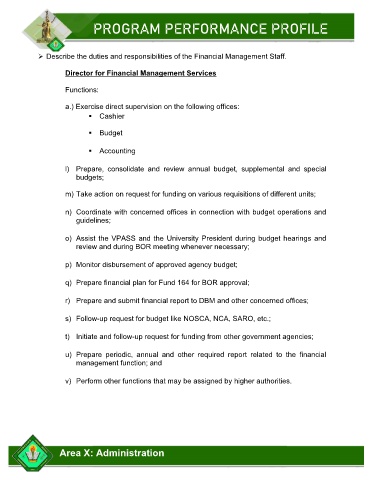 PROGRAM PERFORMANCE PROFILE
➢ Describe the duties and responsibilities of the Financial Management Staff.
Director for Financial Management Services
Functions:
a.) Exercise direct supervision on the following offices:
▪ Cashier
▪ Budget
▪ Accounting
l) Prepare, consolidate and review annual budget, supplemental and special
budgets;
m) Take action on request for funding on various requisitions of different units;
n) Coordinate with concerned offices in connection with budget operations and
guidelines;
o) Assist the VPASS and the University President during budget hearings and
review and during BOR meeting whenever necessary;
p) Monitor disbursement of approved agency budget;
q) Prepare financial plan for Fund 164 for BOR approval;
r) Prepare and submit financial report to DBM and other concerned offices;
s) Follow-up request for budget like NOSCA, NCA, SARO, etc.;
t) Initiate and follow-up request for funding from other government agencies;
u) Prepare periodic, annual and other required report related to the financial
management function; and
v) Perform other functions that may be assigned by higher authorities.
Area X: Administration